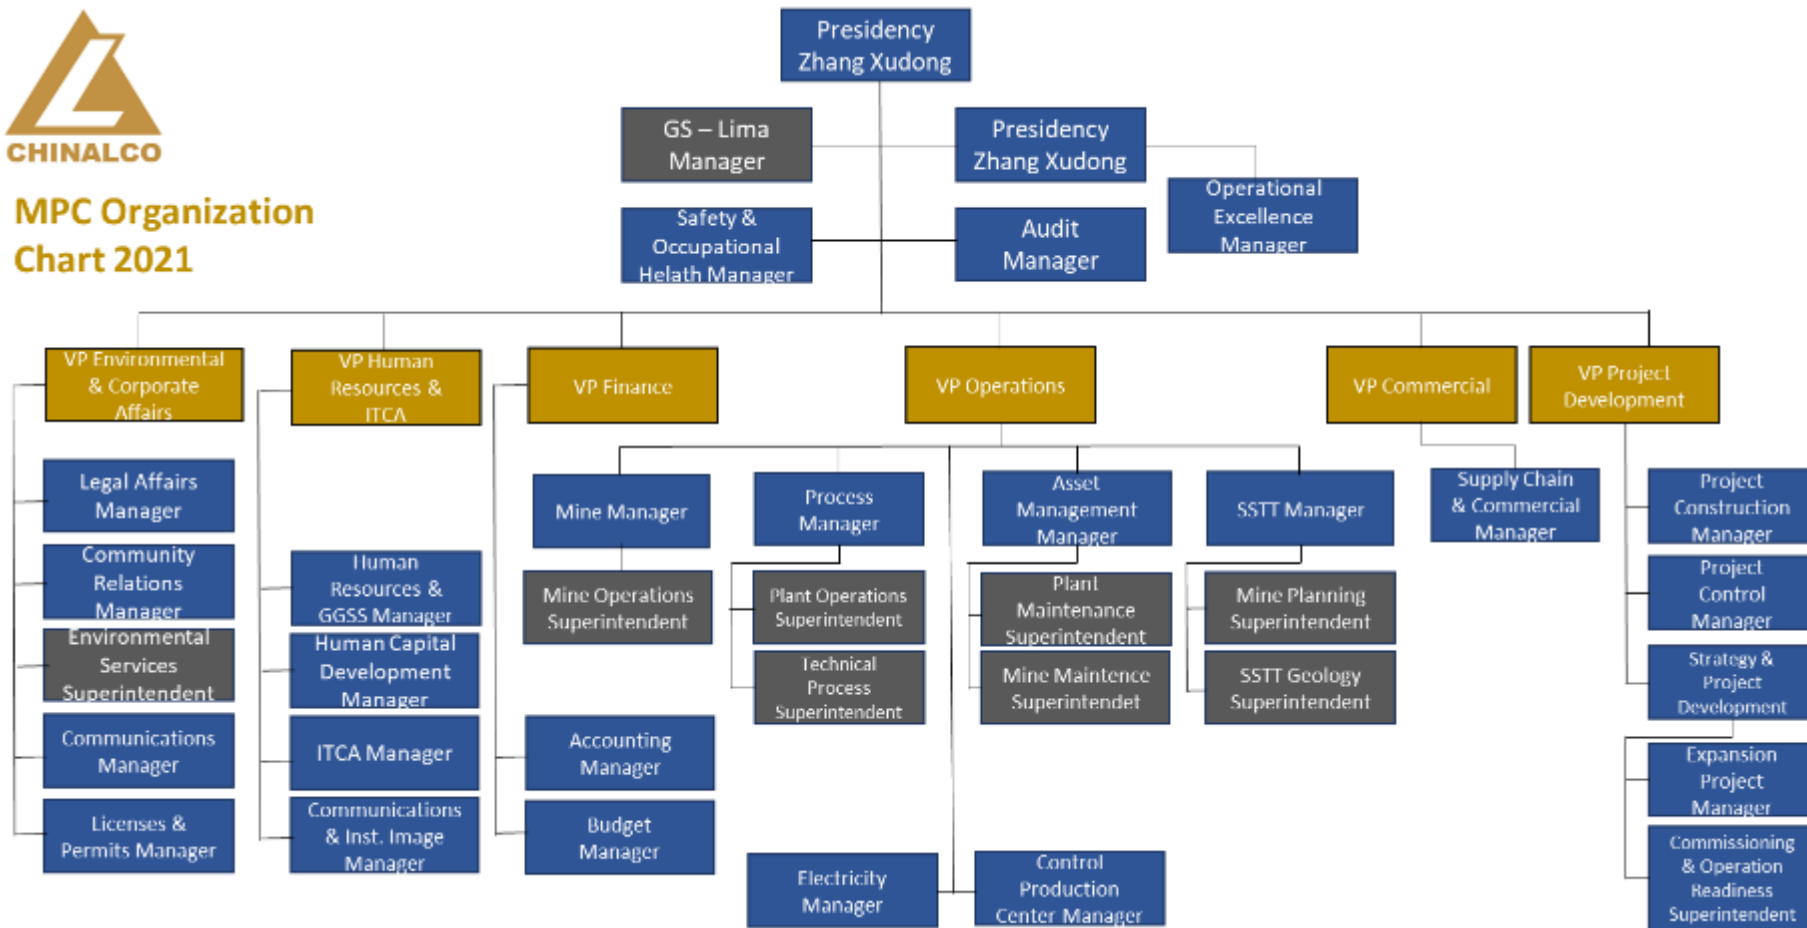 Presidency
Zhang Xudong
CHINALCO
MPC Organization
Chart 2021
GS – Lima
Manager
Presidency
Zhang Xudong
Operational
Excellence
Manager
Safety &
Occupational
Helath Manager
Audit
Manager
VP Environmental
& Corporate
Affairs
VP Human
Resources &
ITCA
VP Finance
VP Operations
VP Commercial
VP Project
Development
Legal Affairs
Manager
Community
Relations
Manager
Environmental
Services
Superintendent
Communications
Manager
Licenses &
Permits Manager
Human
Resources &
GGSS Manager
Human Capital
Development
Manager
ITCA Manager
Communications
& Inst. Image
Manager
Accounting
Manager
Budget
Manager
Mine Manager
Mine Operations
Superintendent
Process
Manager
Plant Operations
Superintendent
Technical
Process
Superintendent
Asset
Management
Manager
Plant
Maintenance
Superintendent
Mine Maintence
Superintendet
SSTT Manager
Mine Planning
Superintendent
SSTT Geology
Superintendent
Electricity
Manager
Control
Production
Center Manager
Supply Chain
& Commercial
Manager
Project
Construction
Manager
Project
Control
Manager
Strategy &
Project
Development
Expansion
Project
Manager
Commissioning
& Operation
Readiness
Superintendent